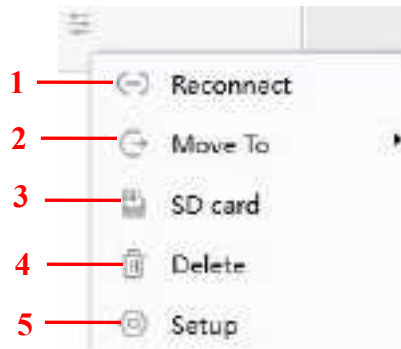 1 Reconnect
2 Move To
3 SD card
4 Delete
5 Setup